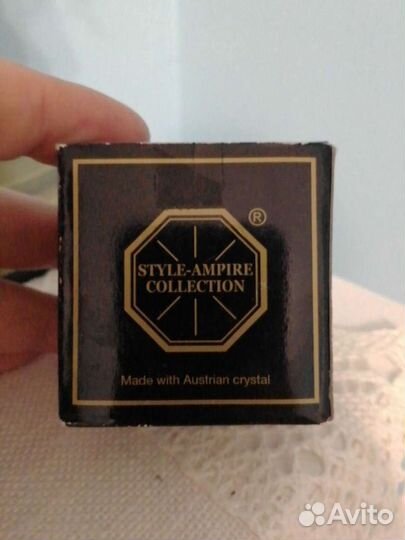 ®
STYLE-AMPIRE
COLLECTION
Made with Austrian crystal
Avito